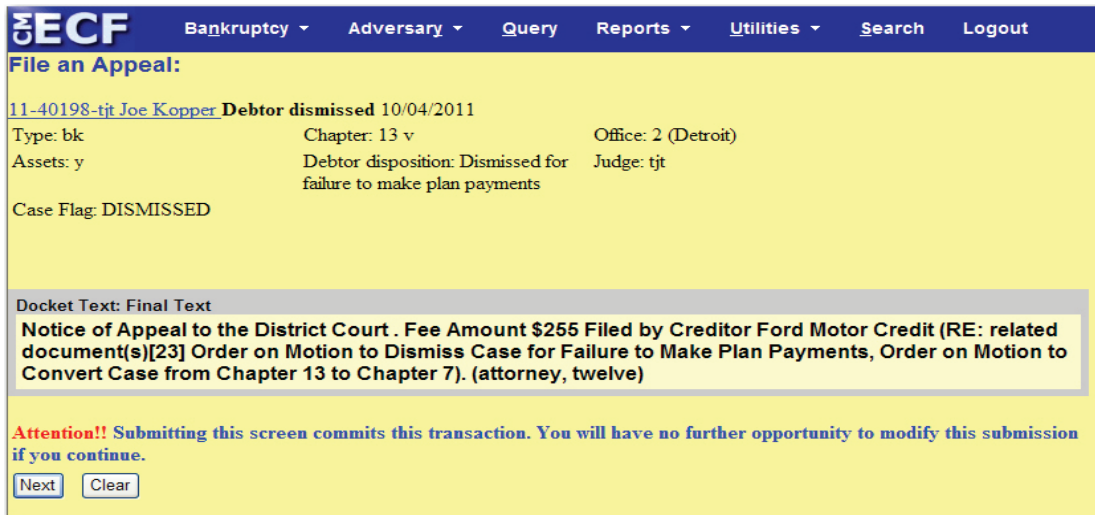 CM ECF Bankruptcy Adversary Query Reports Utilities Search Logout
File an Appeal:
11-40198-tjt Joe Kopper Debtor dismissed 10/04/2011
Type: bk Chapter: 13 v Office: 2 (Detroit)
Assets: y Debtor disposition: Dismissed for Judge: tjt
failure to make plan payments
Case Flag: DISMISSED
Docket Text: Final Text
Notice of Appeal to the District Court . Fee Amount $255 Filed by Creditor Ford Motor Credit (RE: related
document(s)[23] Order on Motion to Dismiss Case for Failure to Make Plan Payments, Order on Motion to
Convert Case from Chapter 13 to Chapter 7). (attorney, twelve)
Attention!! Submitting this screen commits this transaction. You will have no further opportunity to modify this submission
if you continue.
Next Clear